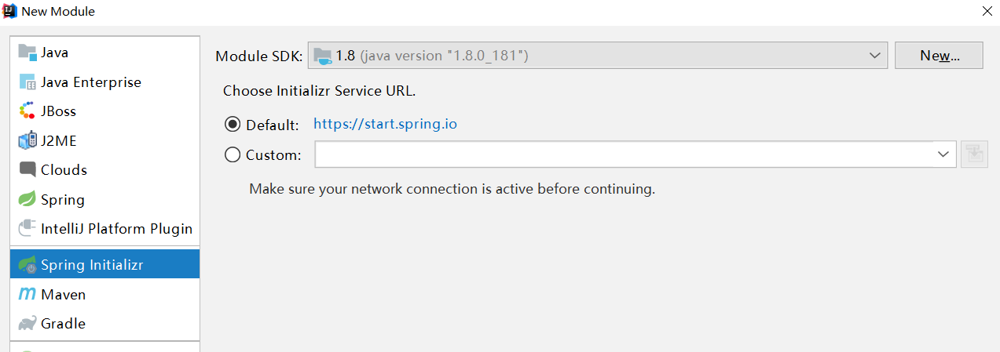 New Module
Java
Java Enterprise
JBoss
J2ME
Clouds
Spring
IntelliJ Platform Plugin
Spring Initializr
Maven
Gradle
Module SDK: 1.8 (java version "1.8.0_181") New...
Choose Initializr Service URL.
Default: https://start.spring.io
Custom:
Make sure your network connection is active before continuing.